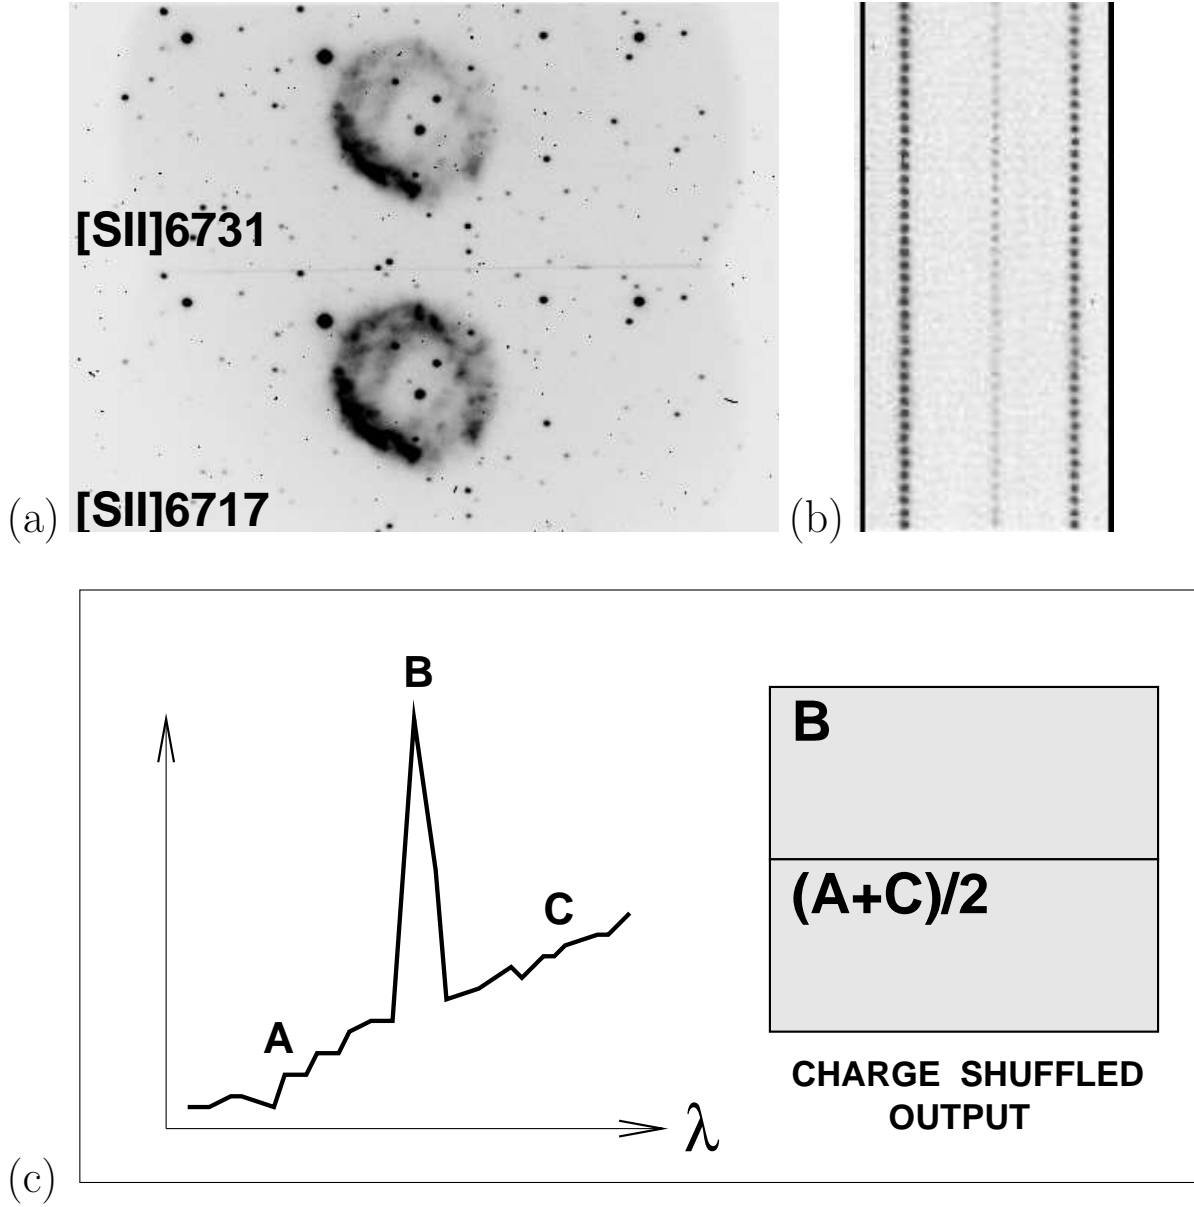 [SII]6731
[SII]6717
(a)
(b)
B
A
C
λ
B
(A+C)/2
CHARGE SHUFFLED
OUTPUT
(c)